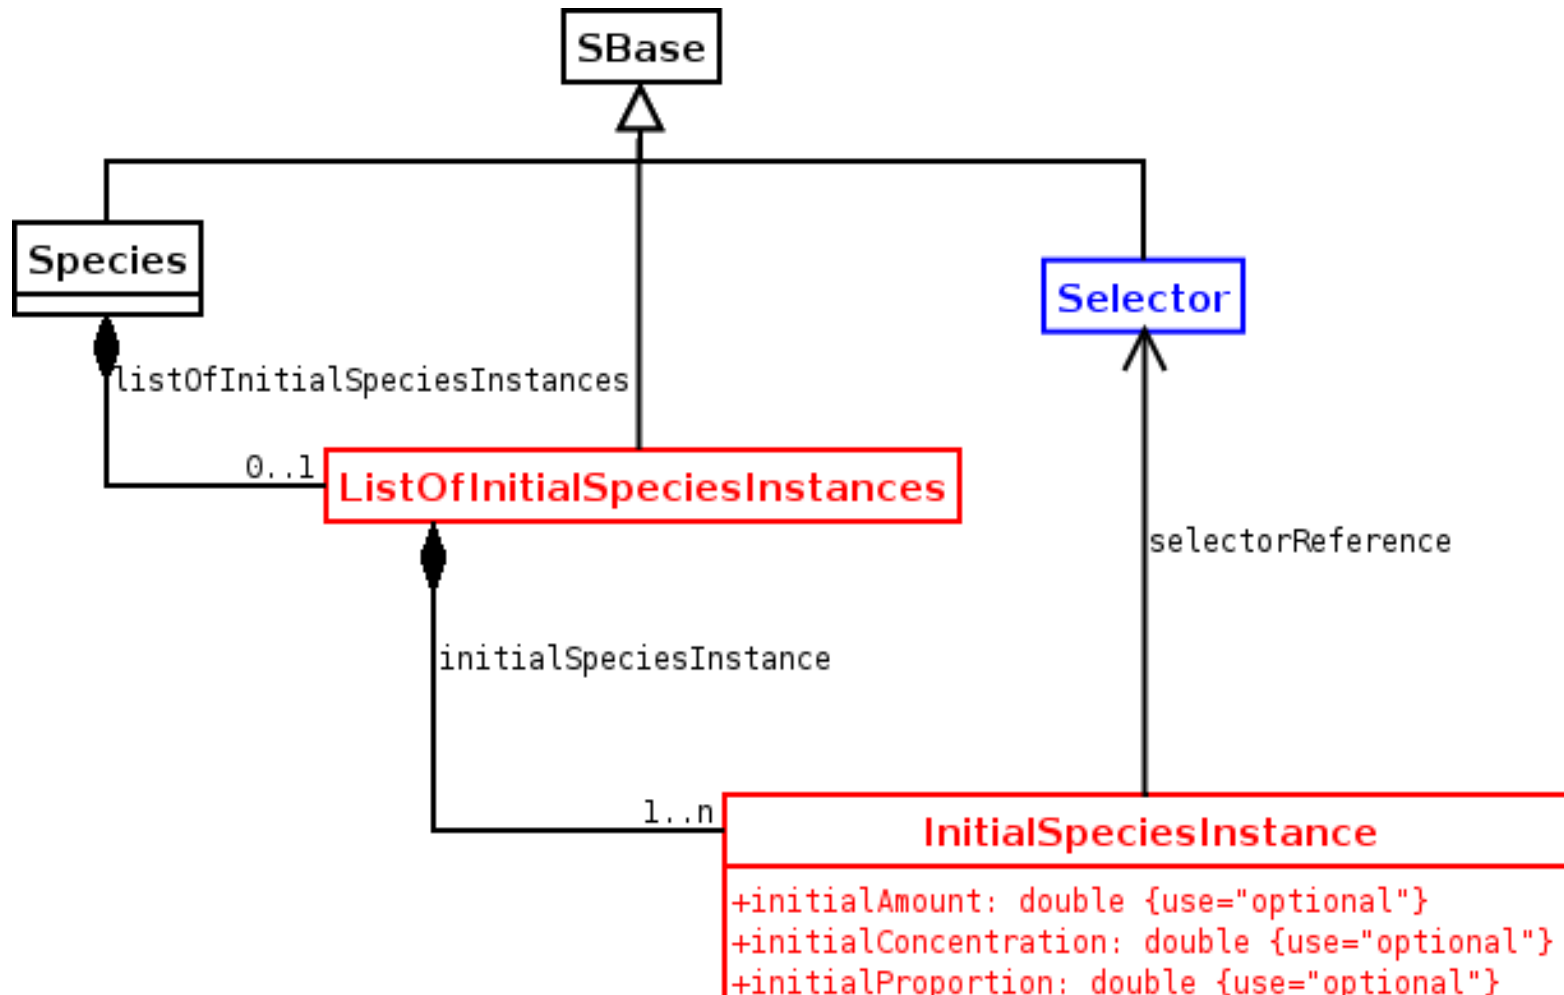 SBase
Species
Selector
listOfInitialSpeciesInstances
0..1
ListOfInitialSpeciesInstances
selectorReference
initialSpeciesInstance
1..n
InitialSpeciesInstance
+initialAmount: double {use="optional"}
+initialConcentration: double {use="optional"}
+initialProportion: double {use="optional"}